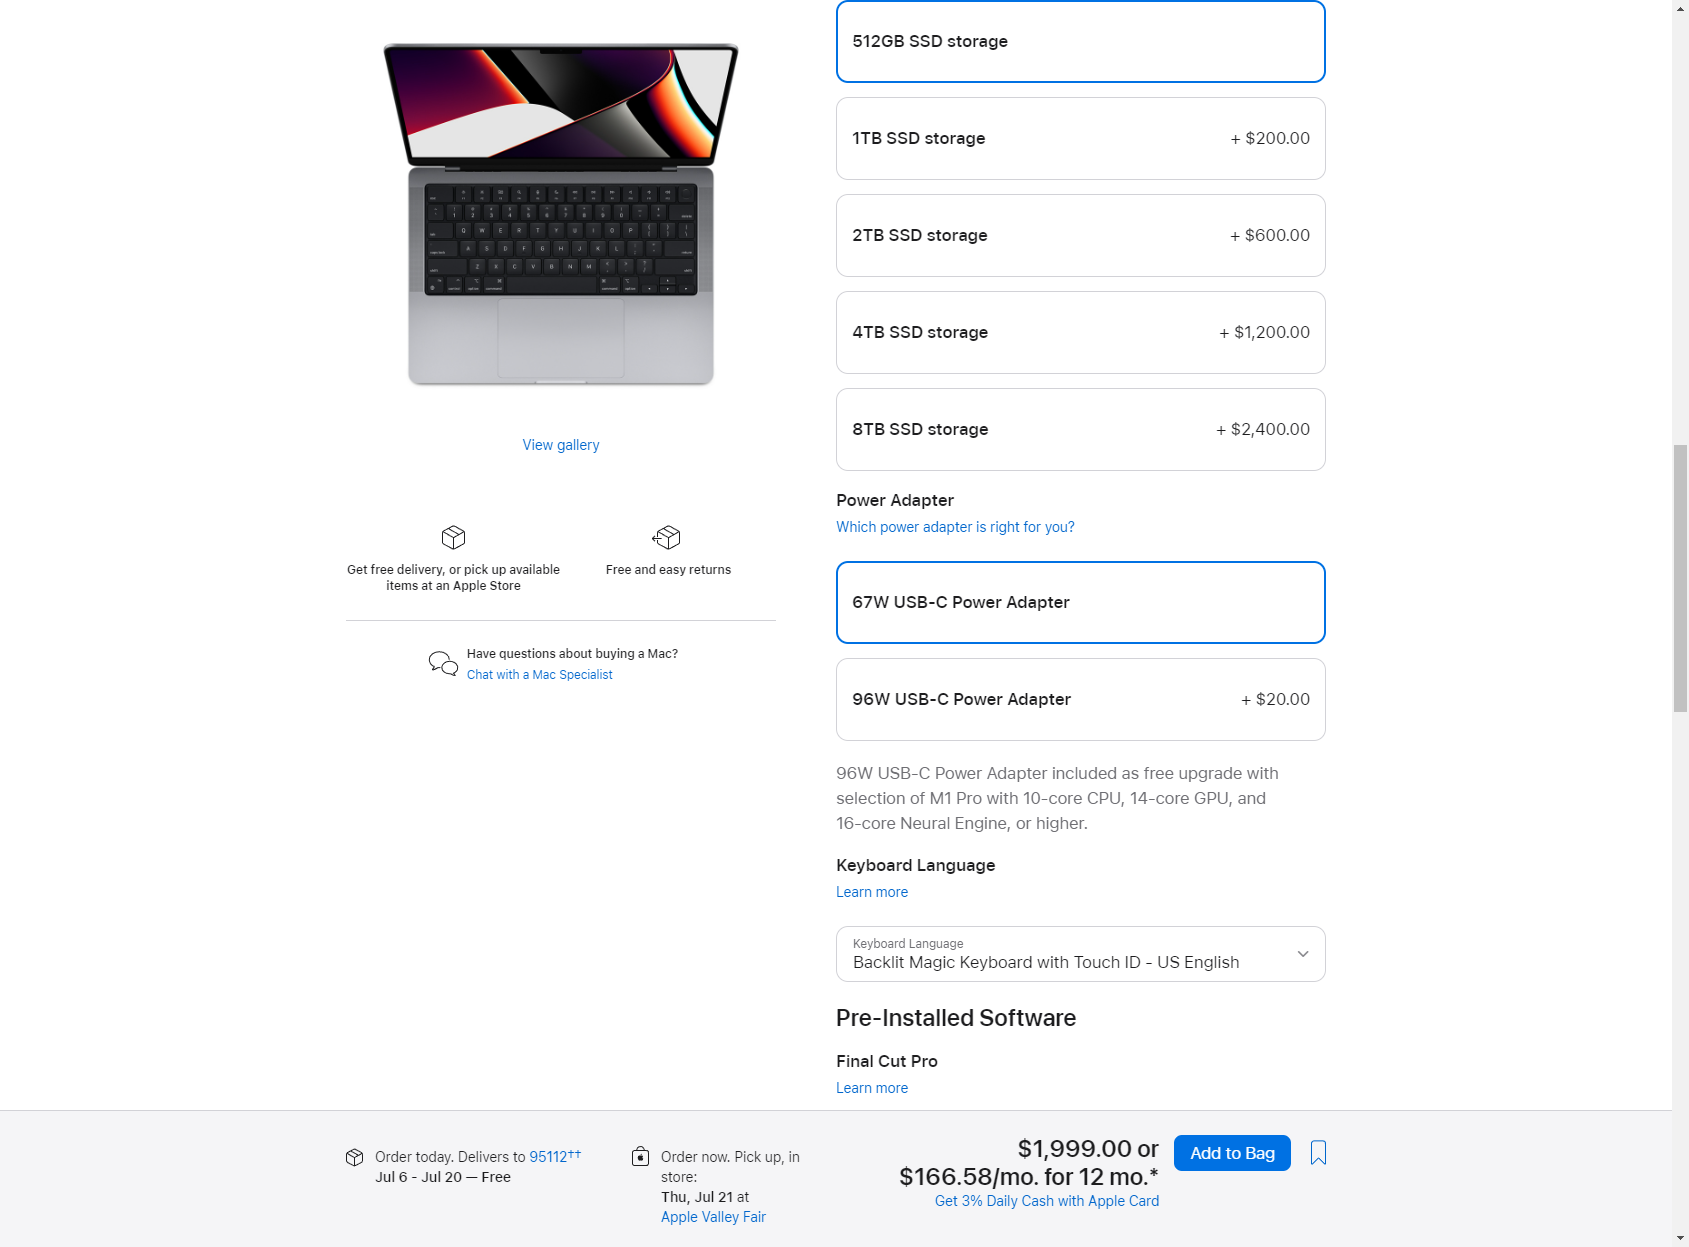 512GB SSD storage
1TB SSD storage + $200.00
2TB SSD storage + $600.00
4TB SSD storage + $1,200.00
8TB SSD storage + $2,400.00
View gallery
Get free delivery, or pick up available
items at an Apple Store
Free and easy returns
Have questions about buying a Mac?
Chat with a Mac Specialist
Power Adapter
Which power adapter is right for you?
67W USB-C Power Adapter
96W USB-C Power Adapter + $20.00
96W USB-C Power Adapter included as free upgrade with
selection of M1 Pro with 10-core CPU, 14-core GPU, and
16-core Neural Engine, or higher.
Keyboard Language
Learn more
Keyboard Language
Backlit Magic Keyboard with Touch ID - US English
Pre-Installed Software
Final Cut Pro
Learn more
Order today. Delivers to 95112††
Jul 6 - Jul 20 — Free
Order now. Pick up, in
store:
Thu, Jul 21 at
Apple Valley Fair
$1,999.00 or
$166.58/mo. for 12 mo.*
Get 3% Daily Cash with Apple Card
Add to Bag